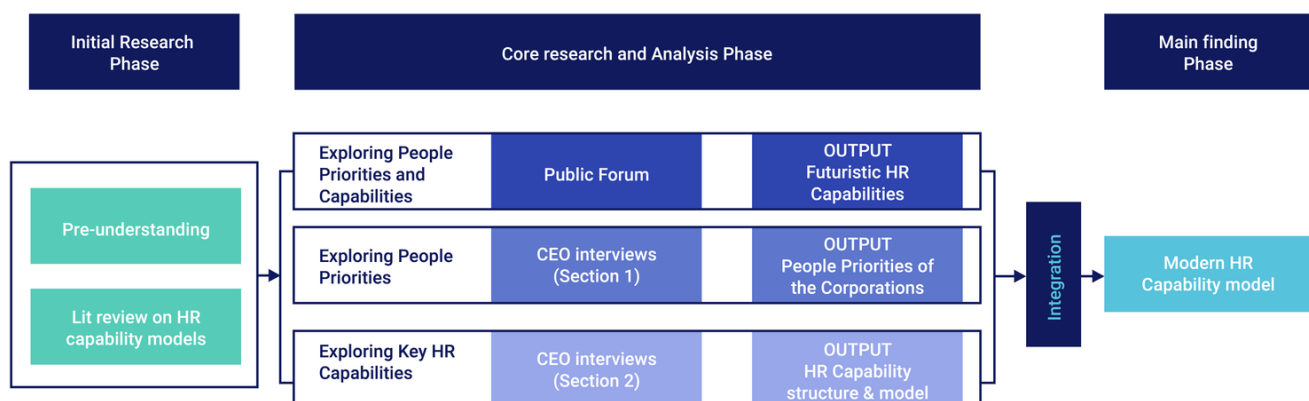 Initial Research
Phase
Core research and Analysis Phase
Main finding
Phase
Pre-understanding
Lit review on HR
capability models
Exploring People
Priorities and
Capabilities
Public Forum
OUTPUT
Futuristic HR
Capabilities
Exploring People
Priorities
CEO interviews
(Section 1)
OUTPUT
People Priorities of
the Corporations
Exploring Key HR
Capabilities
CEO interviews
(Section 2)
OUTPUT
HR Capability
structure & model
Integration
Modern HR
Capability model